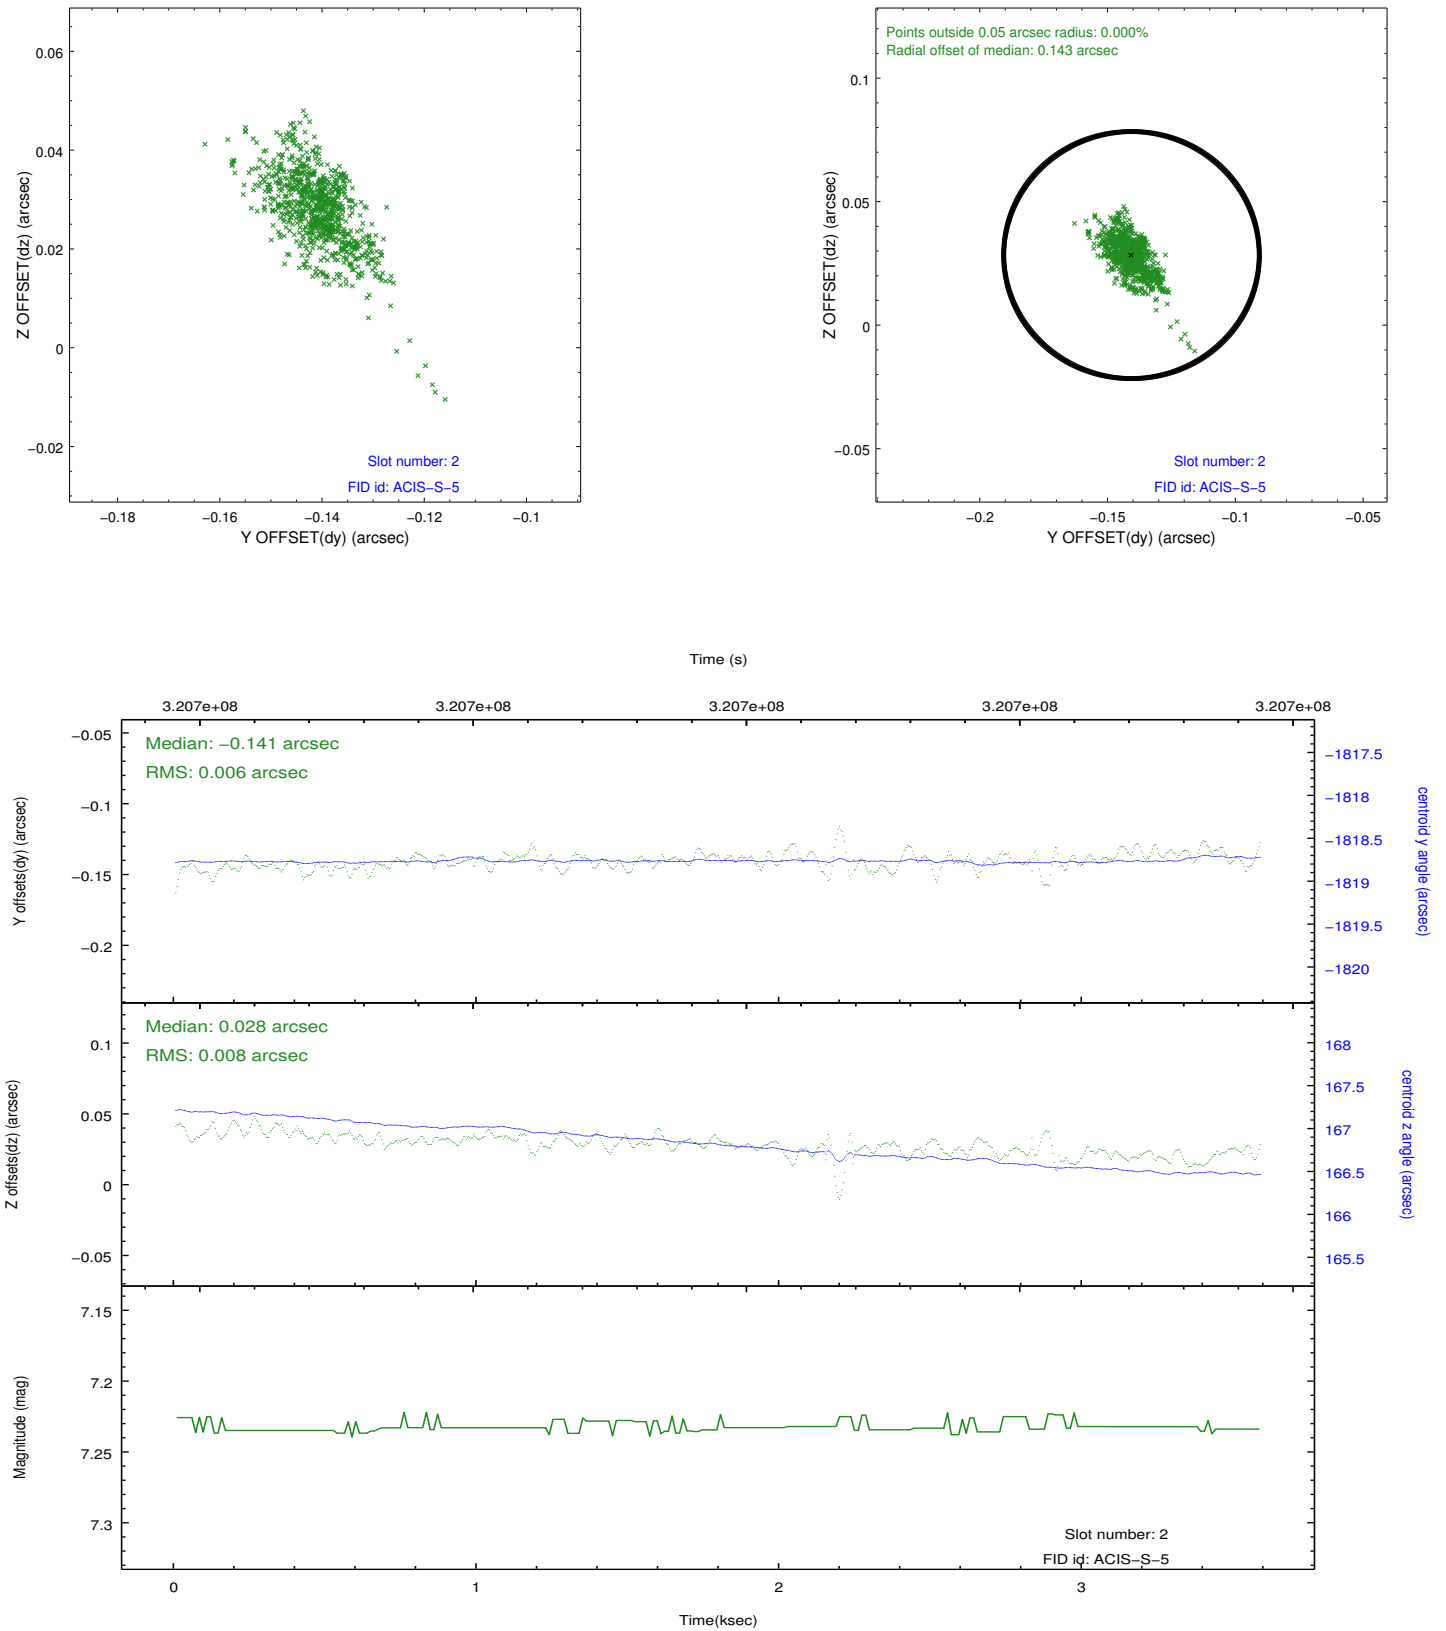 0.06
0.04
0.02
0
−0.02
Z OFFSET(dz) (arcsec)
Slot number: 2
FID id: ACIS−S−5
−0.18
−0.16
−0.14
−0.12
−0.1
Y OFFSET(dy) (arcsec)
Points outside 0.05 arcsec radius: 0.000%
Radial offset of median: 0.143 arcsec
0.1
0.05
0
−0.05
Z OFFSET(dz) (arcsec)
Slot number: 2
FID id: ACIS−S−5
−0.2
−0.15
−0.1
−0.05
Y OFFSET(dy) (arcsec)
Time (s)
3.207e+08
3.207e+08
3.207e+08
3.207e+08
3.207e+08
Median: −0.141 arcsec
RMS: 0.006 arcsec
−0.05
−0.1
−0.15
−0.2
Y offsets(dy) (arcsec)
−1817.5
−1818
−1818.5
−1819
−1819.5
−1820
centroid y angle (arcsec)
Median: 0.028 arcsec
RMS: 0.008 arcsec
0.1
0.05
0
−0.05
Z offsets(dz) (arcsec)
168
167.5
167
166.5
166
165.5
centroid z angle (arcsec)
7.15
7.2
7.25
7.3
Magnitude (mag)
Slot number: 2
FID id: ACIS−S−5
0
1
2
3
Time(ksec)